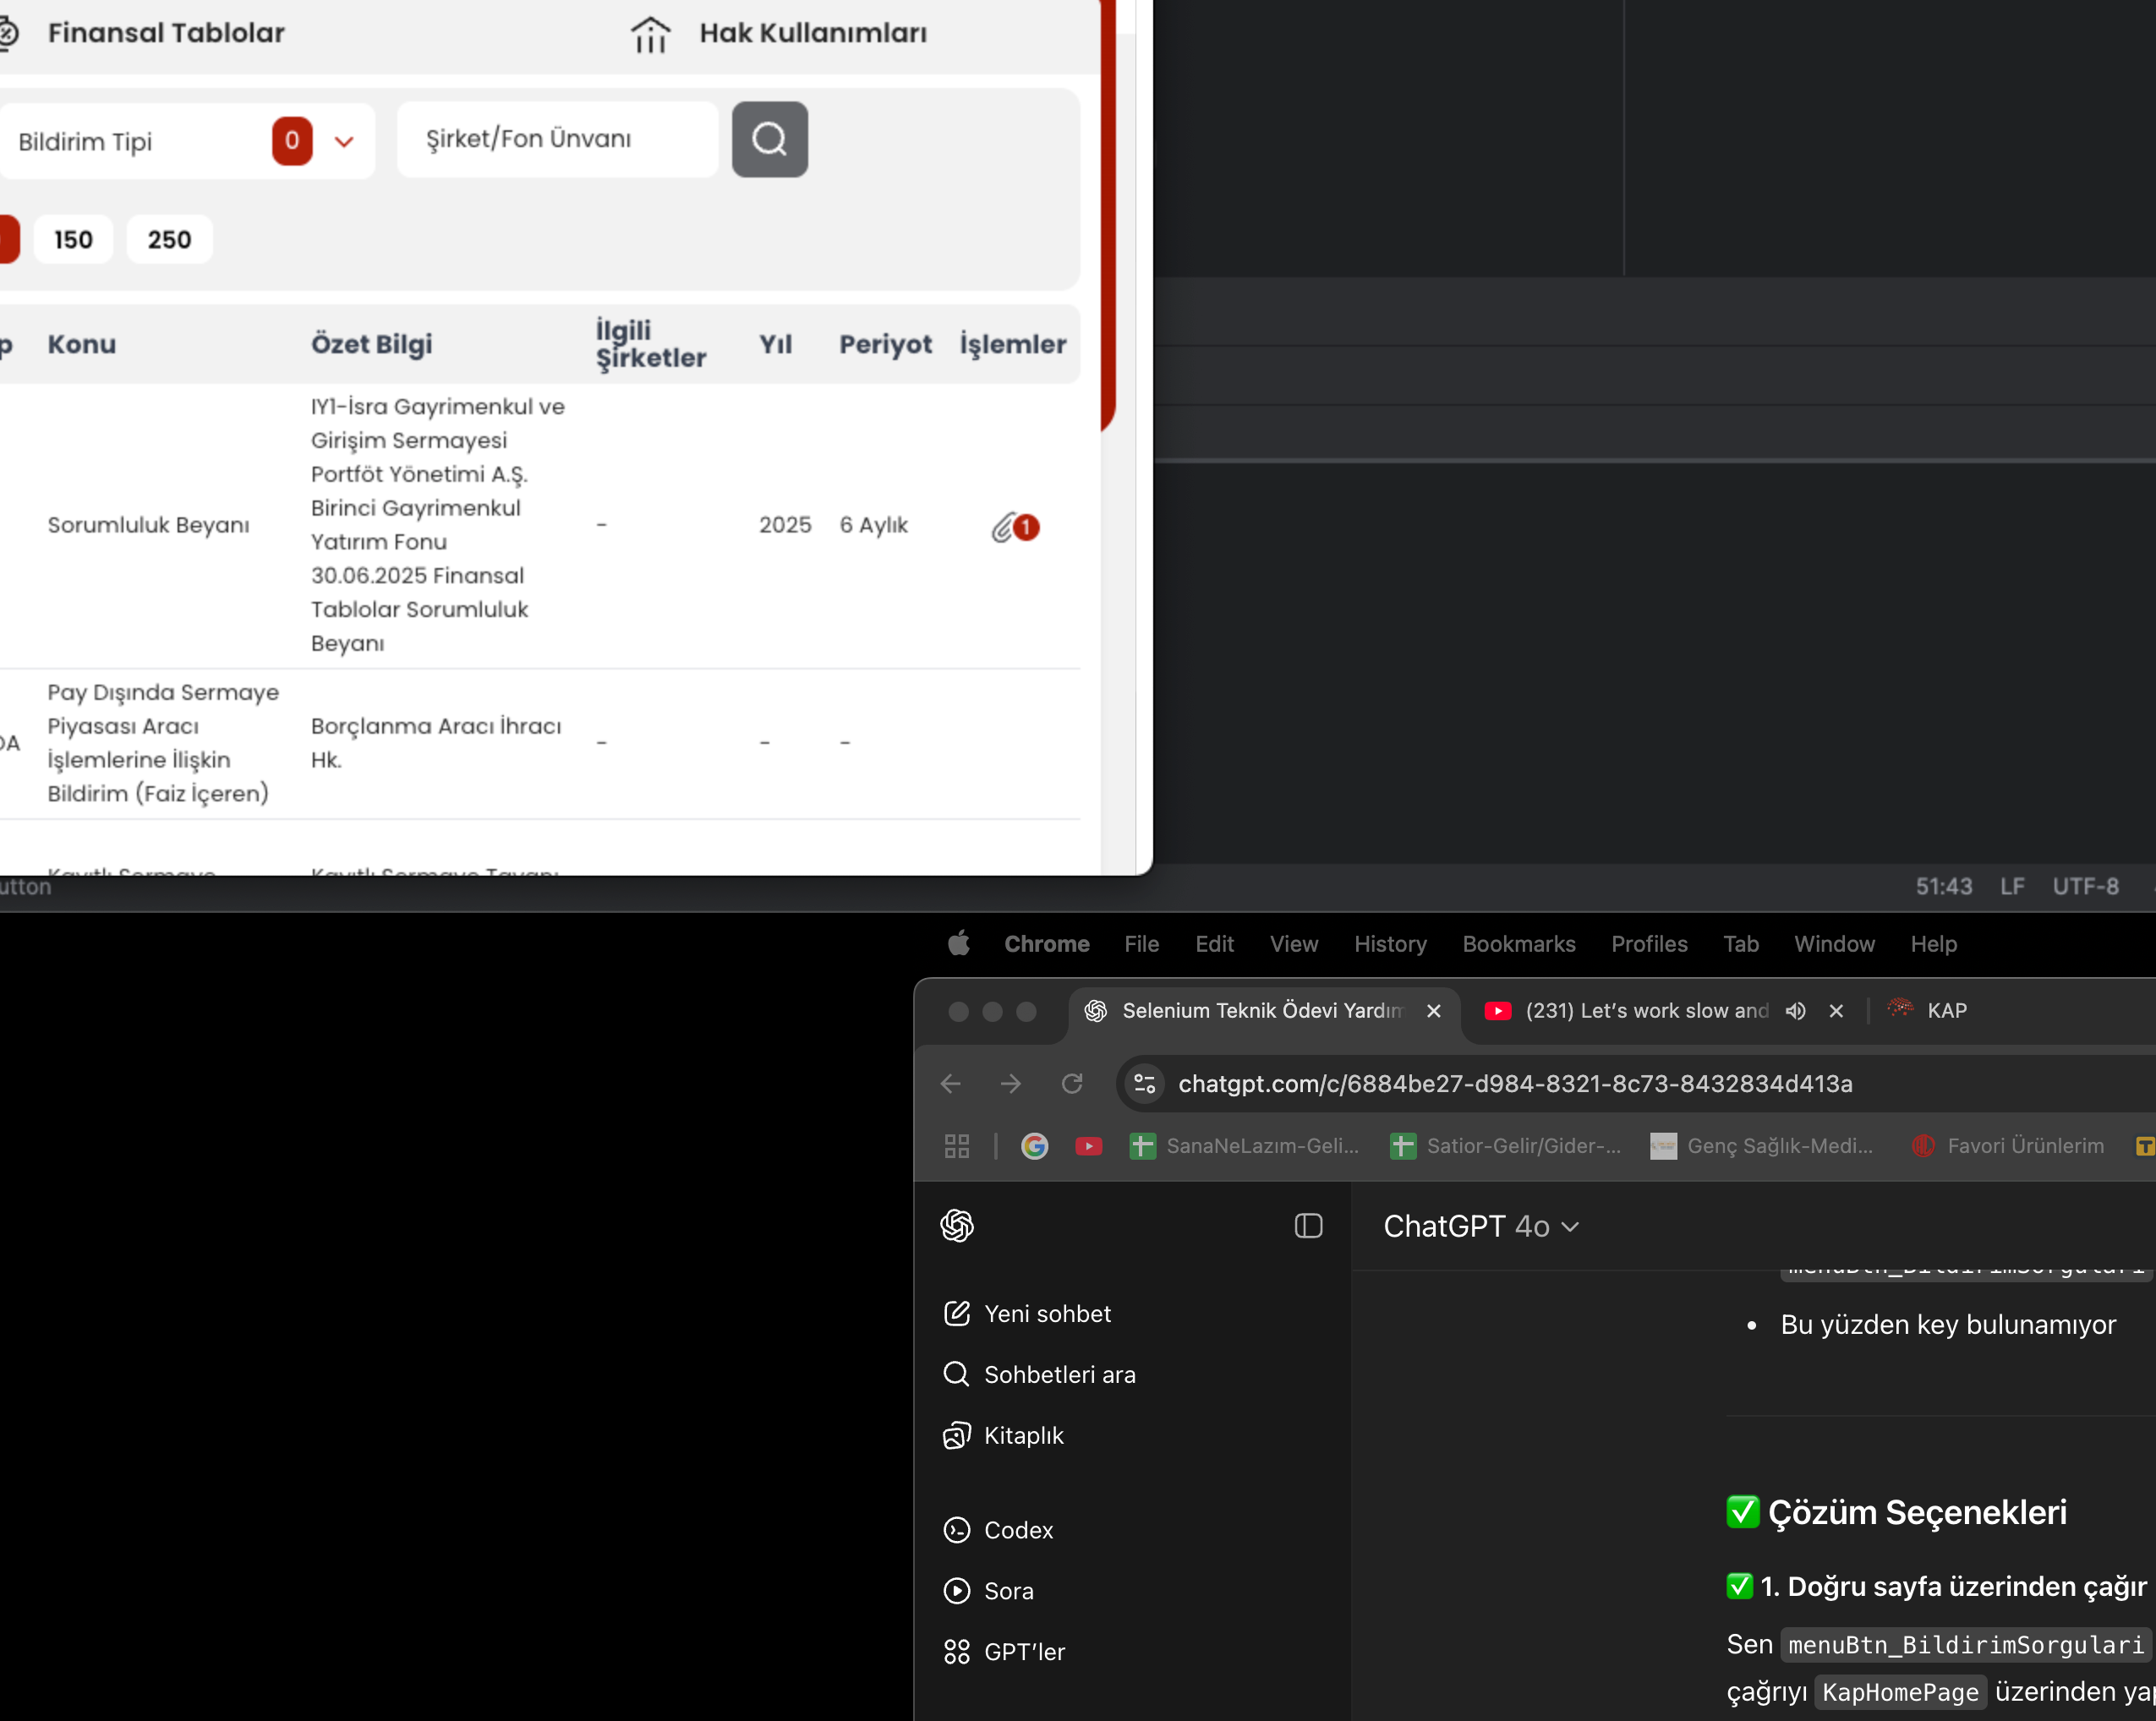 Finansal Tablolar
Hak Kullanımları
Bildirim Tipi
0
Şirket/Fon Ünvanı
150
250
Konu
Özet Bilgi
İlgili
Şirketler
Yıl
Periyot
İşlemler
Sorumluluk Beyanı
IY1-İsra Gayrimenkul ve
Girişim Sermayesi
Portföt Yönetimi A.Ş.
Birinci Gayrimenkul
Yatırım Fonu
30.06.2025 Finansal
Tablolar Sorumluluk
Beyanı
-
2025
6 Aylık
1
Pay Dışında Sermaye
Piyasası Aracı
İşlemlerine İlişkin
Bildirim (Faiz İçeren)
Borçlanma Aracı İhracı
Hk.
-
-
-
51:43
LF
UTF-8
Chrome
File
Edit
View
History
Bookmarks
Profiles
Tab
Window
Help
Selenium Teknik Ödevi Yardım
(231) Let's work slow and
KAP
chatgpt.com/c/6884be27-d984-8321-8c73-8432834d413a
SanaNeLazım-Geli...
Satior-Gelir/Gider-...
Genç Sağlık-Medi...
Favori Ürünlerim
ChatGPT 4o
Yeni sohbet
Sohbetleri ara
Kitaplık
Codex
Sora
GPT'ler
menuBtn_BildirimSorgulari
• Bu yüzden key bulunamıyor
✅ Çözüm Seçenekleri
✅ 1. Doğru sayfa üzerinden çağır
Sen menuBtn_BildirimSorgulari
çağrıyı KapHomePage üzerinden